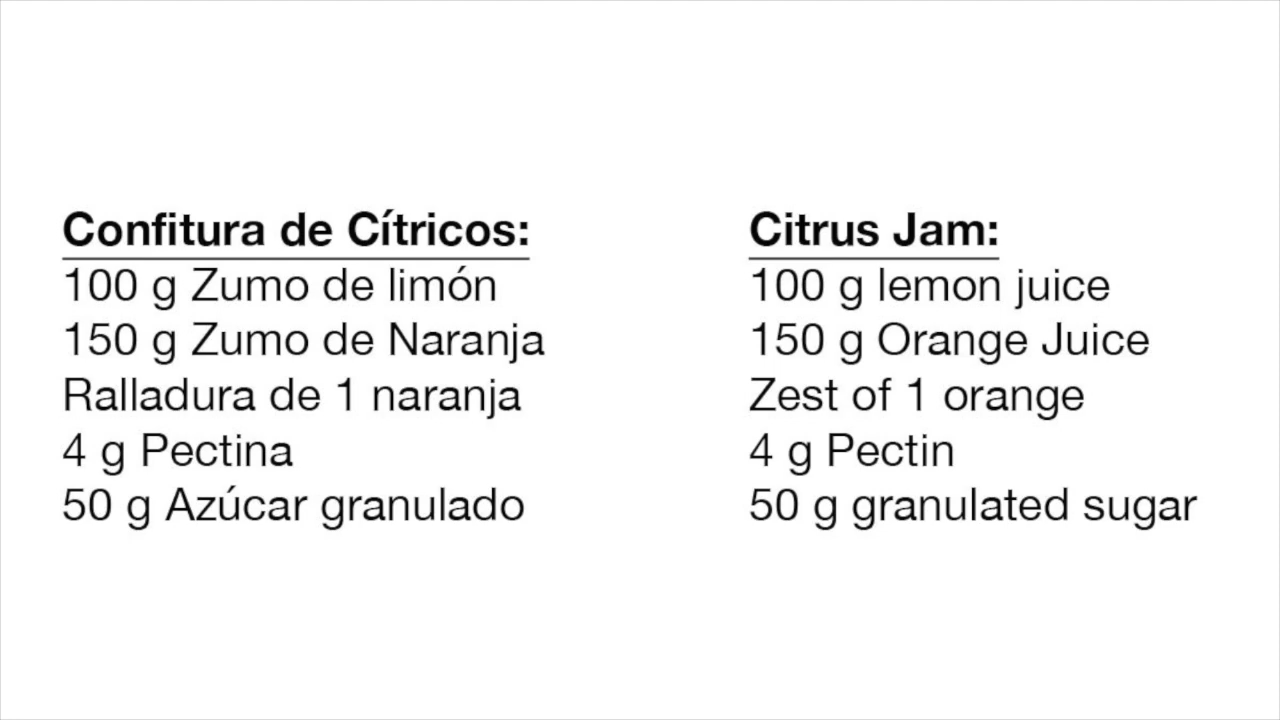 Confitura de Cítricos:
100 g Zumo de limón
150 g Zumo de Naranja
Ralladura de 1 naranja
4 g Pectina
50 g Azúcar granulado
Citrus Jam:
100 g lemon juice
150 g Orange Juice
Zest of 1 orange
4 g Pectin
50 g granulated sugar